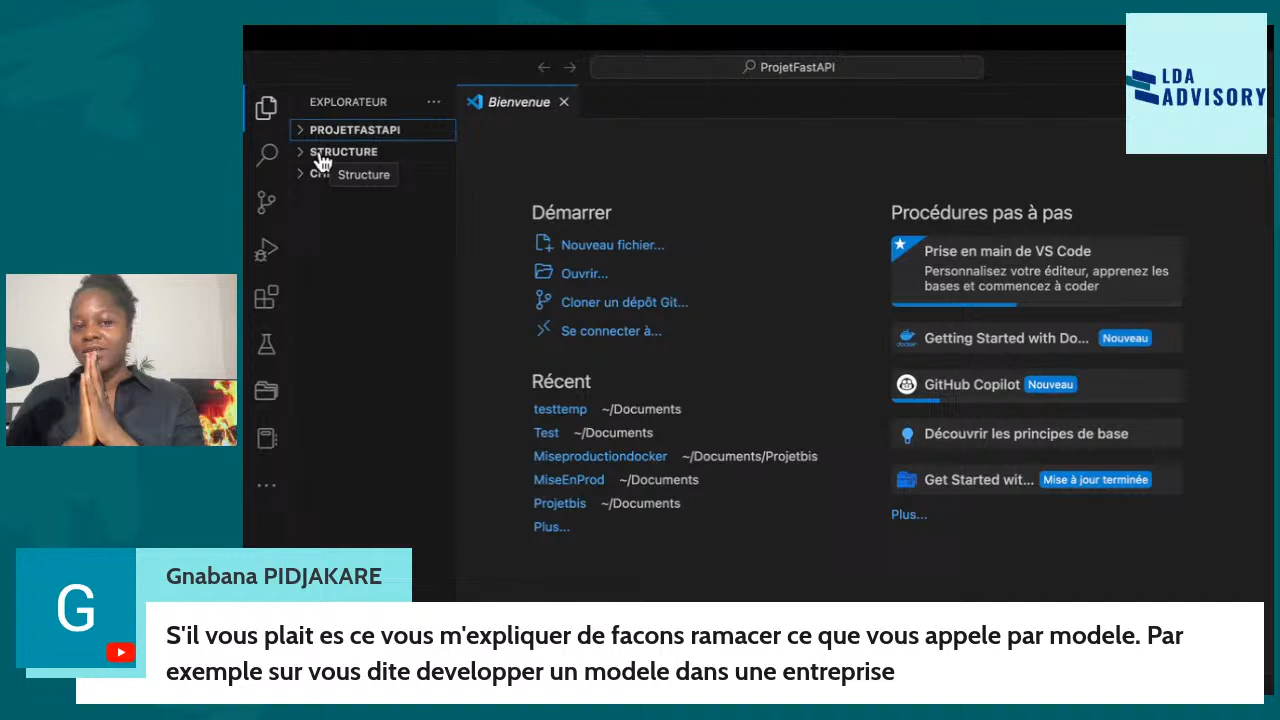 ProjetFastAPI
LDA
ADVISORY
EXPLORATEUR
Bienvenue
PROJETFASTAPI
STRUCTURE
Structure
Démarrer
Nouveau fichier...
Ouvrir...
Cloner un dépôt Git...
Se connecter à...
Récent
testtemp ~/Documents
Test ~/Documents
Miseproductiondocker ~/Documents/Projetbis
MiseEnProd ~/Documents
Projetbis ~/Documents
Plus...
Procédures pas à pas
Prise en main de VS Code
Personnalisez votre éditeur, apprenez les
bases et commencez à coder
Getting Started with Do... Nouveau
GitHub Copilot Nouveau
Découvrir les principes de base
Get Started wit... Mise à jour terminée
Plus...
G
Gnabana PIDJAKARE
S'il vous plait es ce vous m'expliquer de facons ramacer ce que vous appele par modele. Par
exemple sur vous dite developper un modele dans une entreprise